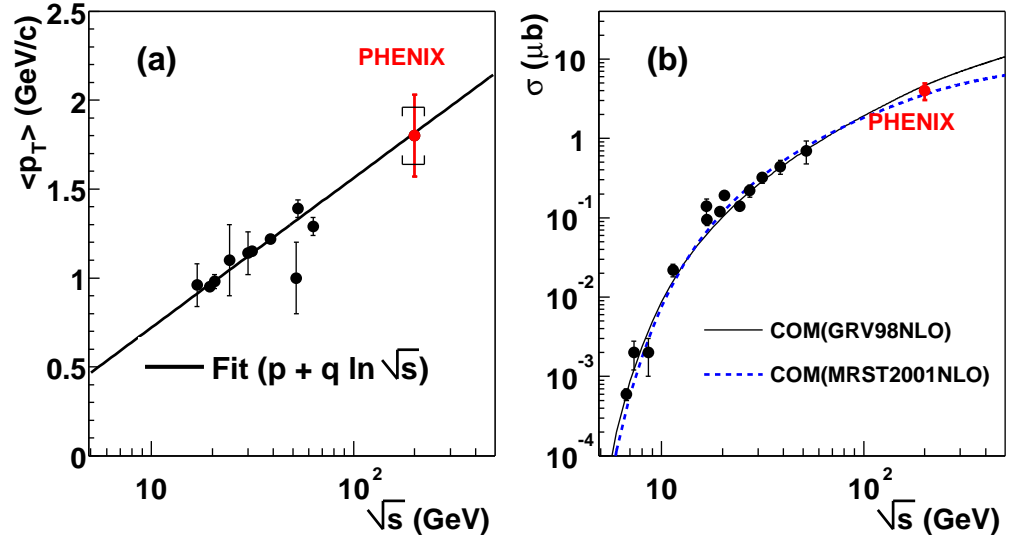 (a)
PHENIX
<p_T> (GeV/c)
2.5
2
1.5
1
0.5
0
Fit (p + q ln √s)
10
10^2
√s (GeV)
(b)
σ (μb)
10
1
10^-1
10^-2
10^-3
10^-4
PHENIX
COM(GRV98NLO)
COM(MRST2001NLO)
10
10^2
√s (GeV)